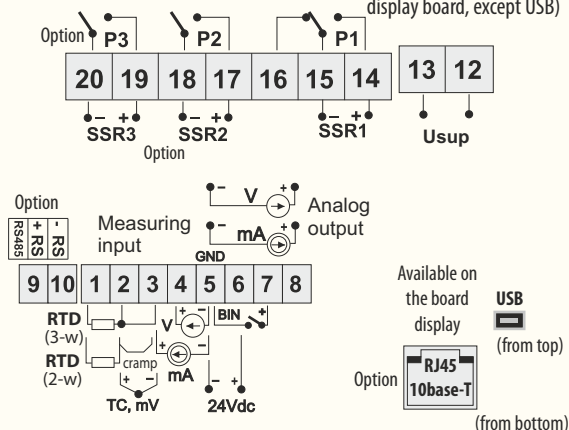 display board, except USB)
Option P3 P2 P1
20 19 18 17 16 15 14 13 12
– + – + – +
SSR3 SSR2 SSR1 Usup
Option
– V +
Analog
output
– mA +
Option
Measuring
input
RS485 + RS - RS
GND
9 10 1 2 3 4 5 6 7 8
RTD
(3-w)
V + – BIN +
RTD
(2-w)
cramp
+ –
mA
+ –
TC, mV
– +
24Vdc
Available on
the board
display
USB
(from top)
Option
RJ45
10base-T
(from bottom)